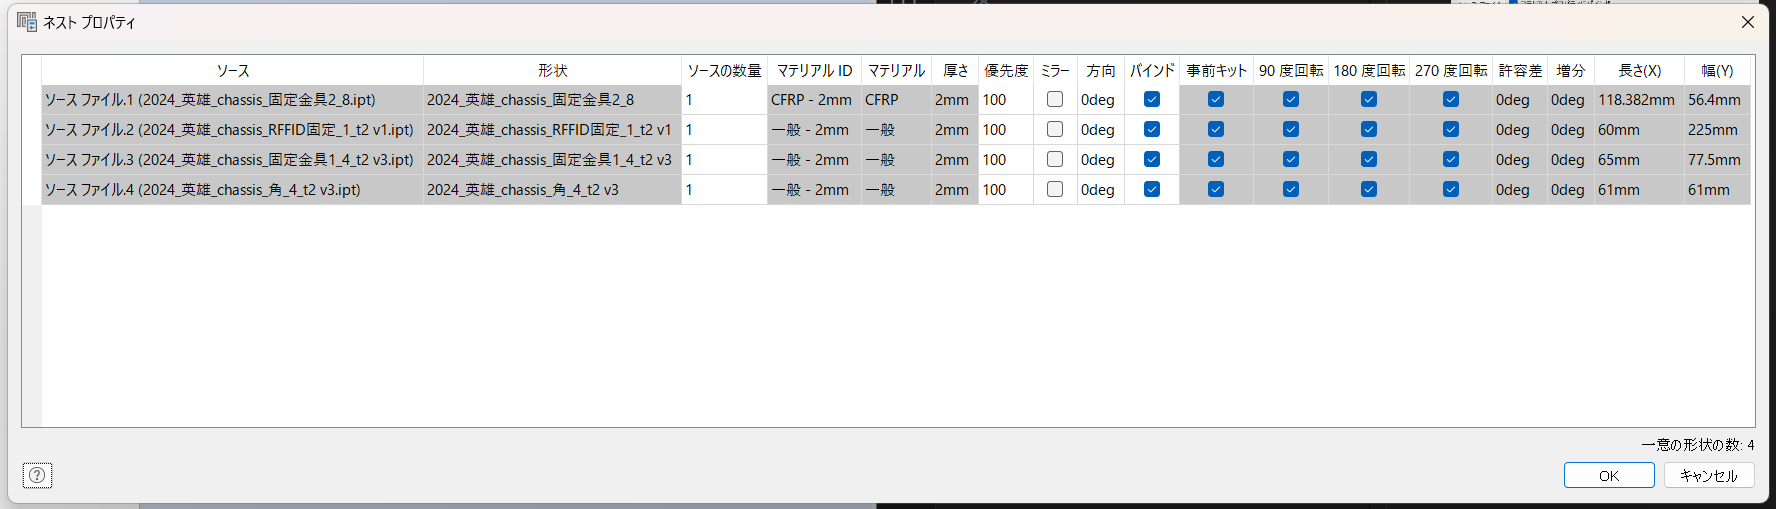 ネスト プロパティ
ソース 形状 ソースの数量 マテリアル ID マテリアル 厚さ 優先度 ミラー 方向 バインド 事前キット 90 度回転 180 度回転 270 度回転 許容差 増分 長さ(X) 幅(Y)
ソース ファイル.1 (2024_英雄_chassis_固定金具2_8.ipt) 2024_英雄_chassis_固定金具2_8 1 CFRP - 2mm CFRP 2mm 100 0deg 0deg 0deg 118.382mm 56.4mm
ソース ファイル.2 (2024_英雄_chassis_RFFID固定_1_t2 v1.ipt) 2024_英雄_chassis_RFFID固定_1_t2 v1 1 一般 - 2mm 一般 2mm 100 0deg 0deg 0deg 60mm 225mm
ソース ファイル.3 (2024_英雄_chassis_固定金具1_4_t2 v3.ipt) 2024_英雄_chassis_固定金具1_4_t2 v3 1 一般 - 2mm 一般 2mm 100 0deg 0deg 0deg 65mm 77.5mm
ソース ファイル.4 (2024_英雄_chassis_角_4_t2 v3.ipt) 2024_英雄_chassis_角_4_t2 v3 1 一般 - 2mm 一般 2mm 100 0deg 0deg 0deg 61mm 61mm
一意の形状の数: 4
OK キャンセル